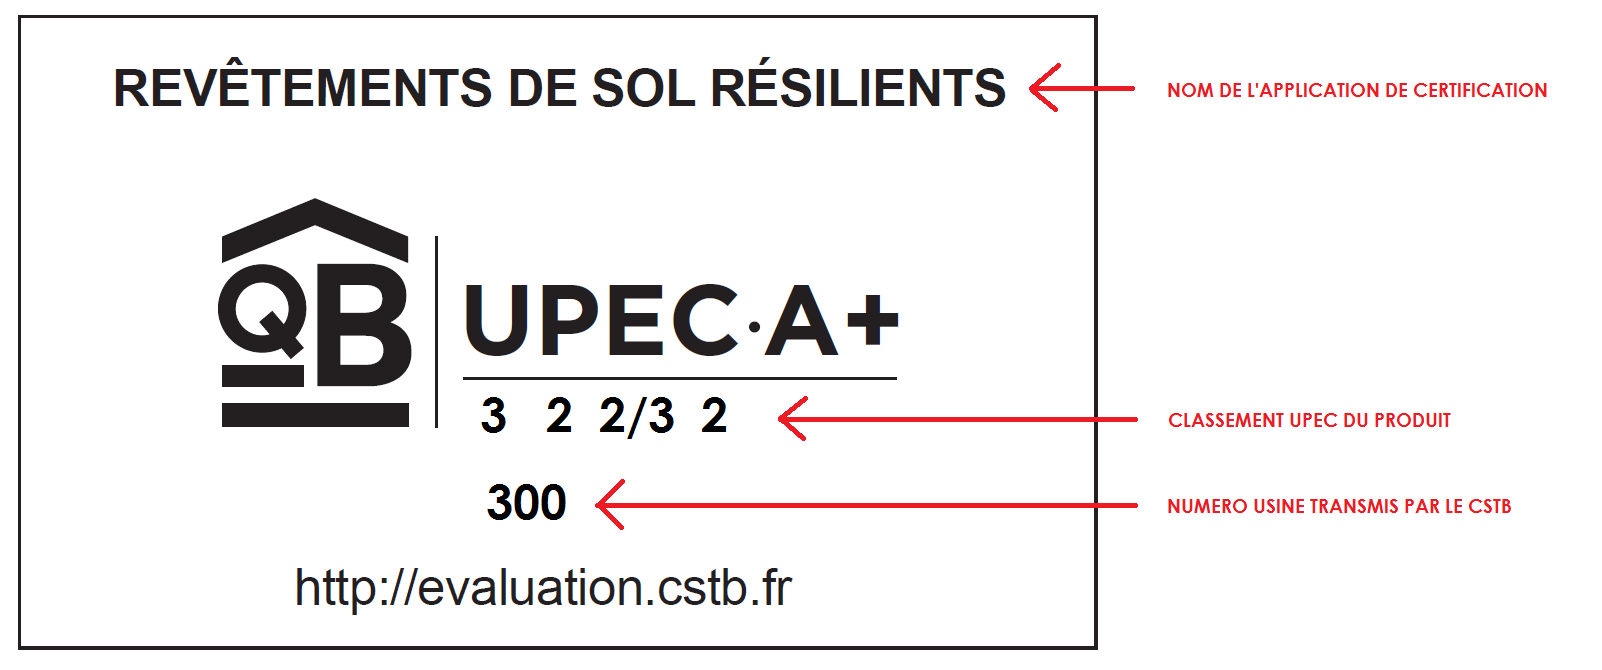 REVÊTEMENTS DE SOL RÉSILIENTS
NOM DE L'APPLICATION DE CERTIFICATION
QB
UPEC·A+
3 2 2/3 2
CLASSEMENT UPEC DU PRODUIT
300
NUMERO USINE TRANSMIS PAR LE CSTB
http://evaluation.cstb.fr